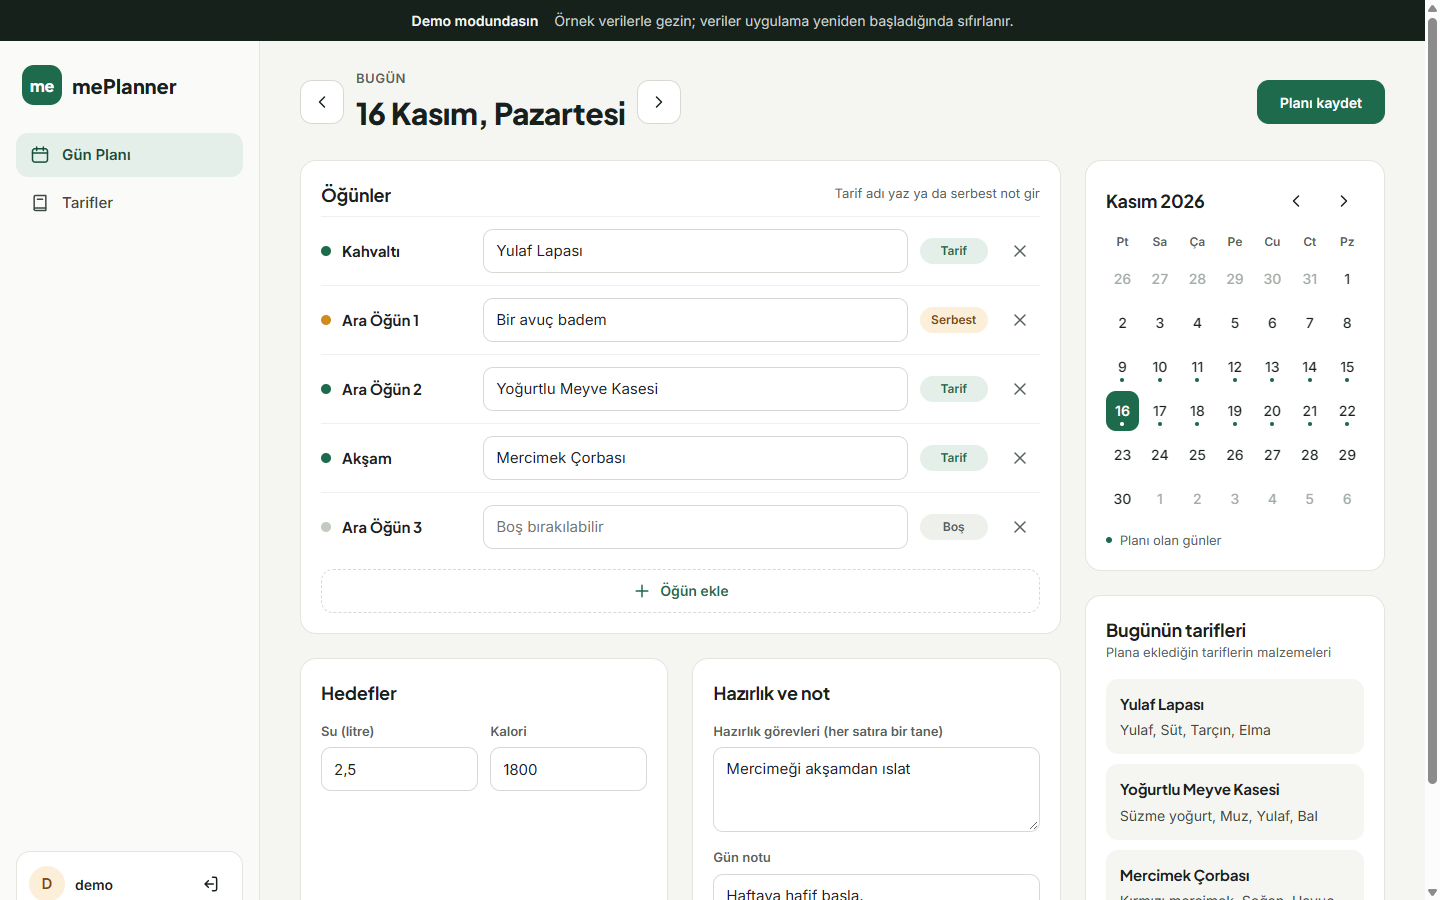 Demo modundasın Örnek verilerle gezin; veriler uygulama yeniden başladığında sıfırlanır.
me mePlanner
Gün Planı
Tarifler
D demo
BUGÜN
16 Kasım, Pazartesi
Planı kaydet
Öğünler
Tarif adı yaz ya da serbest not gir
Kahvaltı Yulaf Lapası Tarif
Ara Öğün 1 Bir avuç badem Serbest
Ara Öğün 2 Yoğurtlu Meyve Kasesi Tarif
Akşam Mercimek Çorbası Tarif
Ara Öğün 3 Boş bırakılabilir Boş
Öğün ekle
Hedefler
Su (litre) Kalori
2,5 1800
Hazırlık ve not
Hazırlık görevleri (her satıra bir tane)
Mercimeği akşamdan ıslat
Gün notu
Haftaya hafif başla.
Kasım 2026
Pt Sa Ça Pe Cu Ct Pz
26 27 28 29 30 31 1
2 3 4 5 6 7 8
9 10 11 12 13 14 15
16 17 18 19 20 21 22
23 24 25 26 27 28 29
30 1 2 3 4 5 6
Planı olan günler
Bugünün tarifleri
Plana eklediğin tariflerin malzemeleri
Yulaf Lapası
Yulaf, Süt, Tarçın, Elma
Yoğurtlu Meyve Kasesi
Süzme yoğurt, Muz, Yulaf, Bal
Mercimek Çorbası